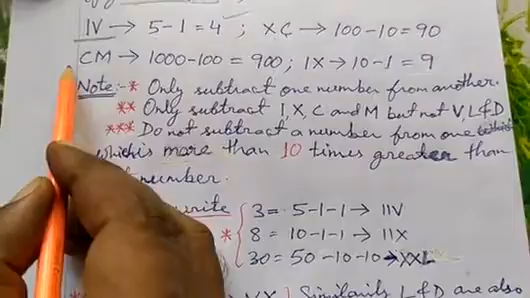 IV → 5-1=4 ; XC → 100-10=90
CM → 1000-100 = 900 ; IX → 10-1 = 9
Note:- * Only subtract one number from another.
** Only subtract I, X, C and M but not V, L & D
*** Do not subtract a number from one
which is more than 10 times greater than
number.
write 3 = 5-1-1 → IIV
* 8 = 10-1-1 → IIX
30 = 50-10-10 → XXL
Similarly L & D are also